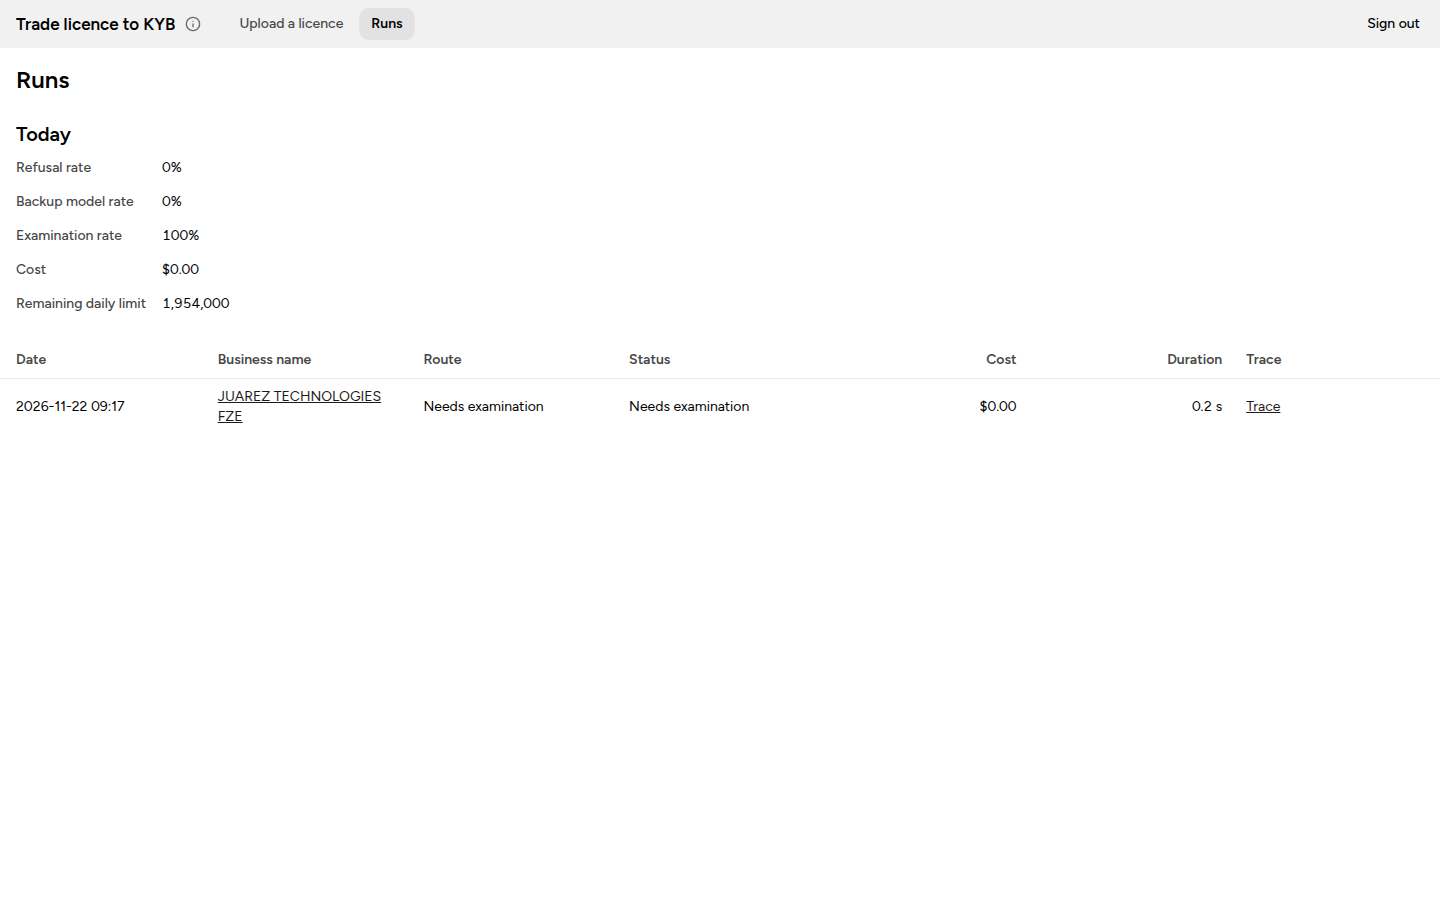 Trade licence to KYB
Upload a licence
Runs
Sign out
Runs
Today
Refusal rate 0%
Backup model rate 0%
Examination rate 100%
Cost $0.00
Remaining daily limit 1,954,000
Date Business name Route Status Cost Duration Trace
2026-11-22 09:17 JUAREZ TECHNOLOGIES FZE Needs examination Needs examination $0.00 0.2 s Trace